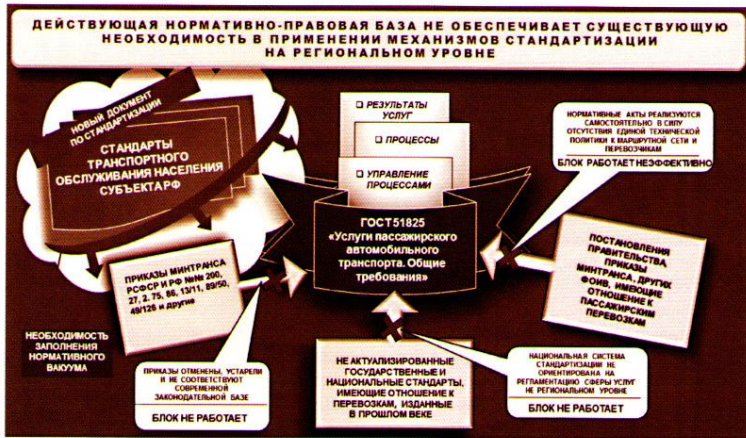 ДЕЙСТВУЮЩАЯ НОРМАТИВНО-ПРАВОВАЯ БАЗА НЕ ОБЕСПЕЧИВАЕТ СУЩЕСТВУЮЩУЮ
НЕОБХОДИМОСТЬ В ПРИМЕНЕНИИ МЕХАНИЗМОВ СТАНДАРТИЗАЦИИ
НА РЕГИОНАЛЬНОМ УРОВНЕ
НОВЫЙ ДОКУМЕНТ
ПО СТАНДАРТИЗАЦИИ
СТАНДАРТЫ
ТРАНСПОРТНОГО
ОБСЛУЖИВАНИЯ НАСЕЛЕНИЯ
СУБЪЕКТА РФ
РЕЗУЛЬТАТЫ
УСЛУГ
ПРОЦЕССЫ
УПРАВЛЕНИЕ
ПРОЦЕССАМИ
НОРМАТИВНЫЕ АКТЫ РЕАЛИЗУЮТСЯ
САМОСТОЯТЕЛЬНО В СИЛУ
ОТСУТСТВИЯ ЕДИНОЙ ТЕХНИЧЕСКОЙ
ПОЛИТИКИ К МАРШРУТНОЙ СЕТИ И
ПЕРЕВОЗЧИКАМ
БЛОК РАБОТАЕТ НЕЭФФЕКТИВНО
ГОСТ 51825
«Услуги пассажирского
автомобильного
транспорта. Общие
требования»
ПРИКАЗЫ МИНТРАНСА
РСФСР И РФ №№ 200,
27, 2, 75, 86, 13/11, 89/50,
49/128 и другие
ПОСТАНОВЛЕНИЯ
ПРАВИТЕЛЬСТВА,
ПРИКАЗЫ
МИНТРАНСА, ДРУГИХ
ФОИВ, ИМЕЮЩИЕ
ОТНОШЕНИЕ К
ПАССАЖИРСКИМ
ПЕРЕВОЗКАМ
НЕОБХОДИМОСТЬ
ЗАПОЛНЕНИЯ
НОРМАТИВНОГО
ВАКУУМА
ПРИКАЗЫ ОТМЕНЕНЫ, УСТАРЕЛИ
И НЕ СООТВЕТСТВУЮТ
СОВРЕМЕННОЙ
ЗАКОНОДАТЕЛЬНОЙ БАЗЕ
БЛОК НЕ РАБОТАЕТ
НЕ АКТУАЛИЗИРОВАННЫЕ
ГОСУДАРСТВЕННЫЕ И
НАЦИОНАЛЬНЫЕ СТАНДАРТЫ,
ИМЕЮЩИЕ ОТНОШЕНИЕ К
ПЕРЕВОЗКАМ, ИЗДАННЫЕ
В ПРОШЛОМ ВЕКЕ
НАЦИОНАЛЬНАЯ СИСТЕМА
СТАНДАРТИЗАЦИИ НЕ
ОРИЕНТИРОВАНА НА
РЕГЛАМЕНТАЦИЮ СФЕРЫ УСЛУГ
НЕ РЕГИОНАЛЬНОМ УРОВНЕ
БЛОК НЕ РАБОТАЕТ